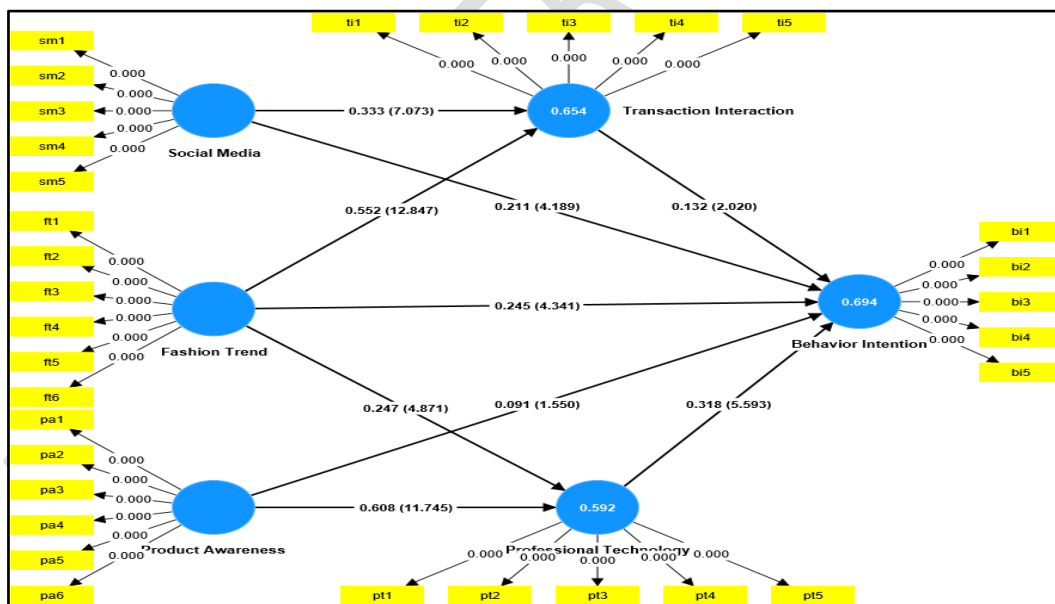 ti1
ti2
ti3
ti4
ti5
0.000
0.000
0.000
0.000
0.000
sm1
sm2
sm3
sm4
sm5
0.000
0.000
0.000
0.000
0.000
Social Media
0.333 (7.073)
0.654
Transaction Interaction
0.552 (12.847)
0.211 (4.189)
0.132 (2.020)
ft1
ft2
ft3
ft4
ft5
ft6
0.000
0.000
0.000
0.000
0.000
0.000
Fashion Trend
0.245 (4.341)
0.694
Behavior Intention
bi1
bi2
bi3
bi4
bi5
0.000
0.000
0.000
0.000
0.000
0.247 (4.871)
0.091 (1.550)
0.318 (5.593)
pa1
pa2
pa3
pa4
pa5
pa6
0.000
0.000
0.000
0.000
0.000
0.000
Product Awareness
0.608 (11.745)
0.592
Professional Technology
0.000
0.000
0.000
0.000
0.000
pt1
pt2
pt3
pt4
pt5